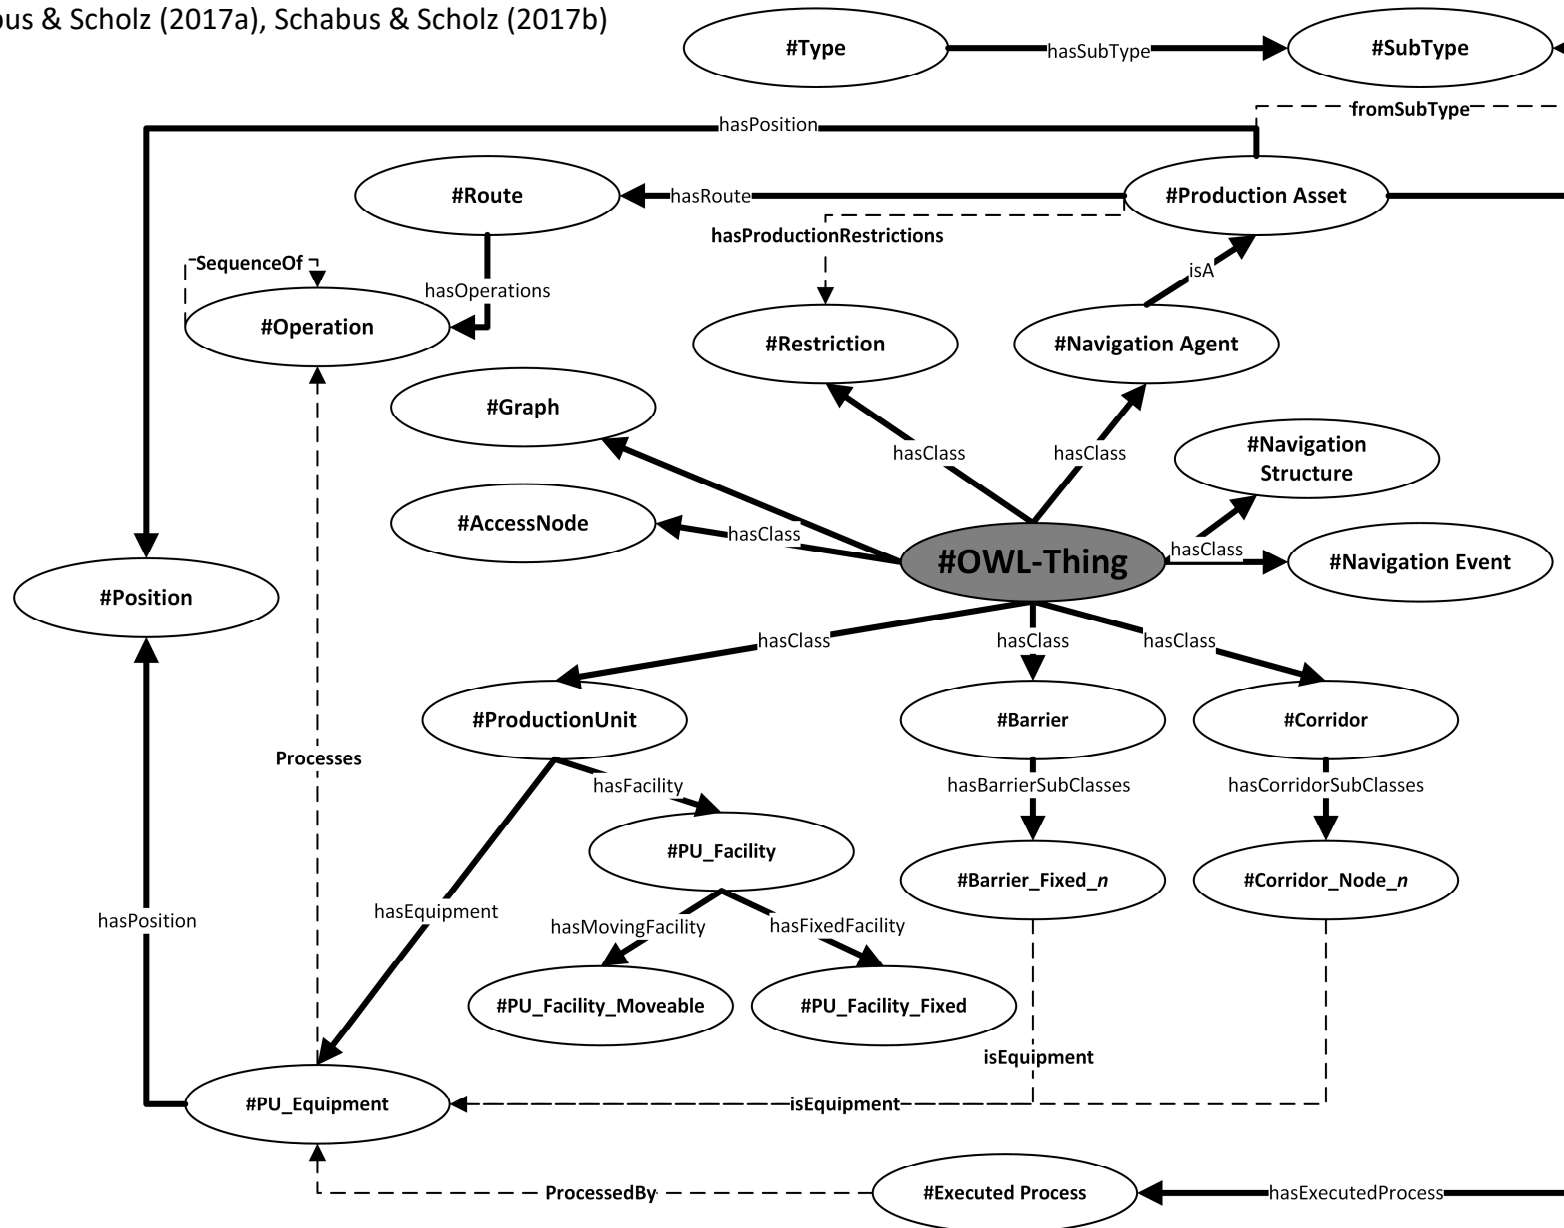 & Scholz (2017a), Schabus & Scholz (2017b)
#Type
hasSubType
#SubType
fromSubType
hasPosition
#Route
hasRoute
#Production Asset
hasProductionRestrictions
SequenceOf
isA
hasOperations
#Operation
#Restriction
#Navigation Agent
#Graph
hasClass
hasClass
#Navigation
Structure
#AccessNode
hasClass
hasClass
#OWL-Thing
#Navigation Event
#Position
hasClass
hasClass
hasClass
#ProductionUnit
#Barrier
#Corridor
Processes
hasFacility
hasBarrierSubClasses
hasCorridorSubClasses
#PU_Facility
#Barrier_Fixed_n
#Corridor_Node_n
hasPosition
hasEquipment
hasMovingFacility
hasFixedFacility
#PU_Facility_Moveable
#PU_Facility_Fixed
isEquipment
#PU_Equipment
isEquipment
ProcessedBy
#Executed Process
hasExecutedProcess